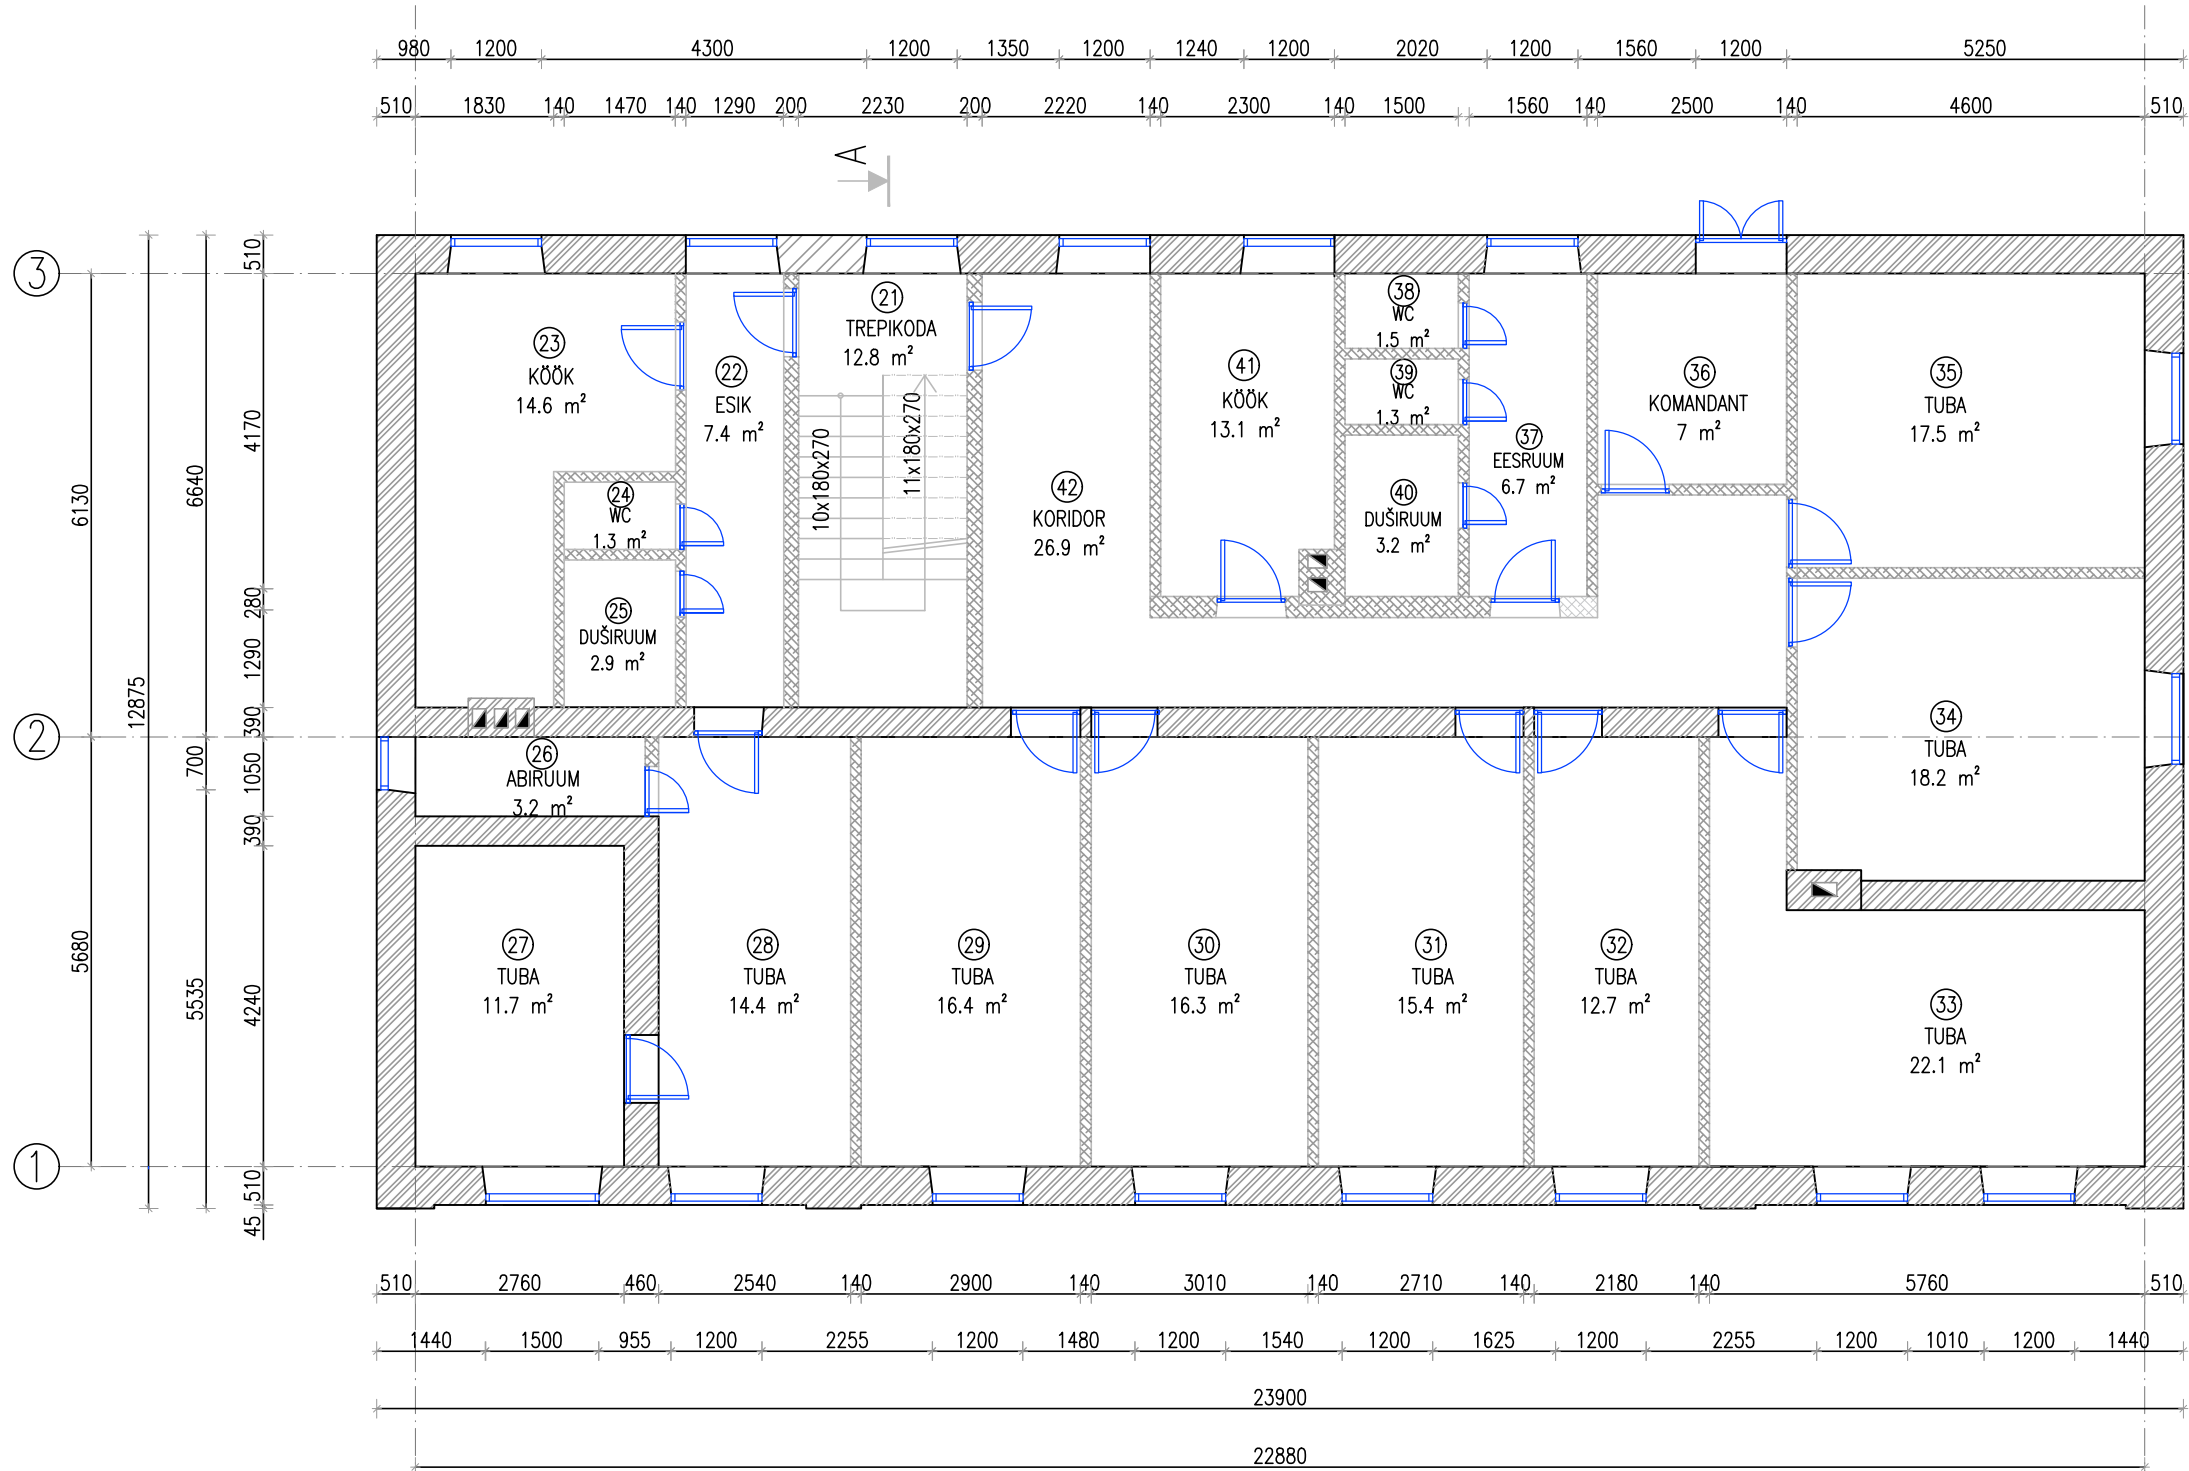 980 1200 4300 1200 1350 1200 1240 1200 2020 1200 1560 1200 5250
510 1830 140 1470 140 1290 200 2230 200 2220 140 2300 140 1500 1560 140 2500 140 4600 510
A
3
2
1
6130
5680
12875
6640
700
5535
510
4170
280
1290
390
1050
390
4240
510
45
21
TREPIKODA
12.8 m²
10x180x270
11x180x270
22
ESIK
7.4 m²
23
KÖÖK
14.6 m²
24
WC
1.3 m²
25
DUŠIRUUM
2.9 m²
26
ABIRUUM
3.2 m²
27
TUBA
11.7 m²
28
TUBA
14.4 m²
29
TUBA
16.4 m²
30
TUBA
16.3 m²
31
TUBA
15.4 m²
32
TUBA
12.7 m²
33
TUBA
22.1 m²
34
TUBA
18.2 m²
35
TUBA
17.5 m²
36
KOMANDANT
7 m²
37
EESRUUM
6.7 m²
38
WC
1.5 m²
39
WC
1.3 m²
40
DUŠIRUUM
3.2 m²
41
KÖÖK
13.1 m²
42
KORIDOR
26.9 m²
510 2760 460 2540 140 2900 140 3010 140 2710 140 2180 140 5760 510
1440 1500 955 1200 2255 1200 1480 1200 1540 1200 1625 1200 2255 1200 1010 1200 1440
23900
22880